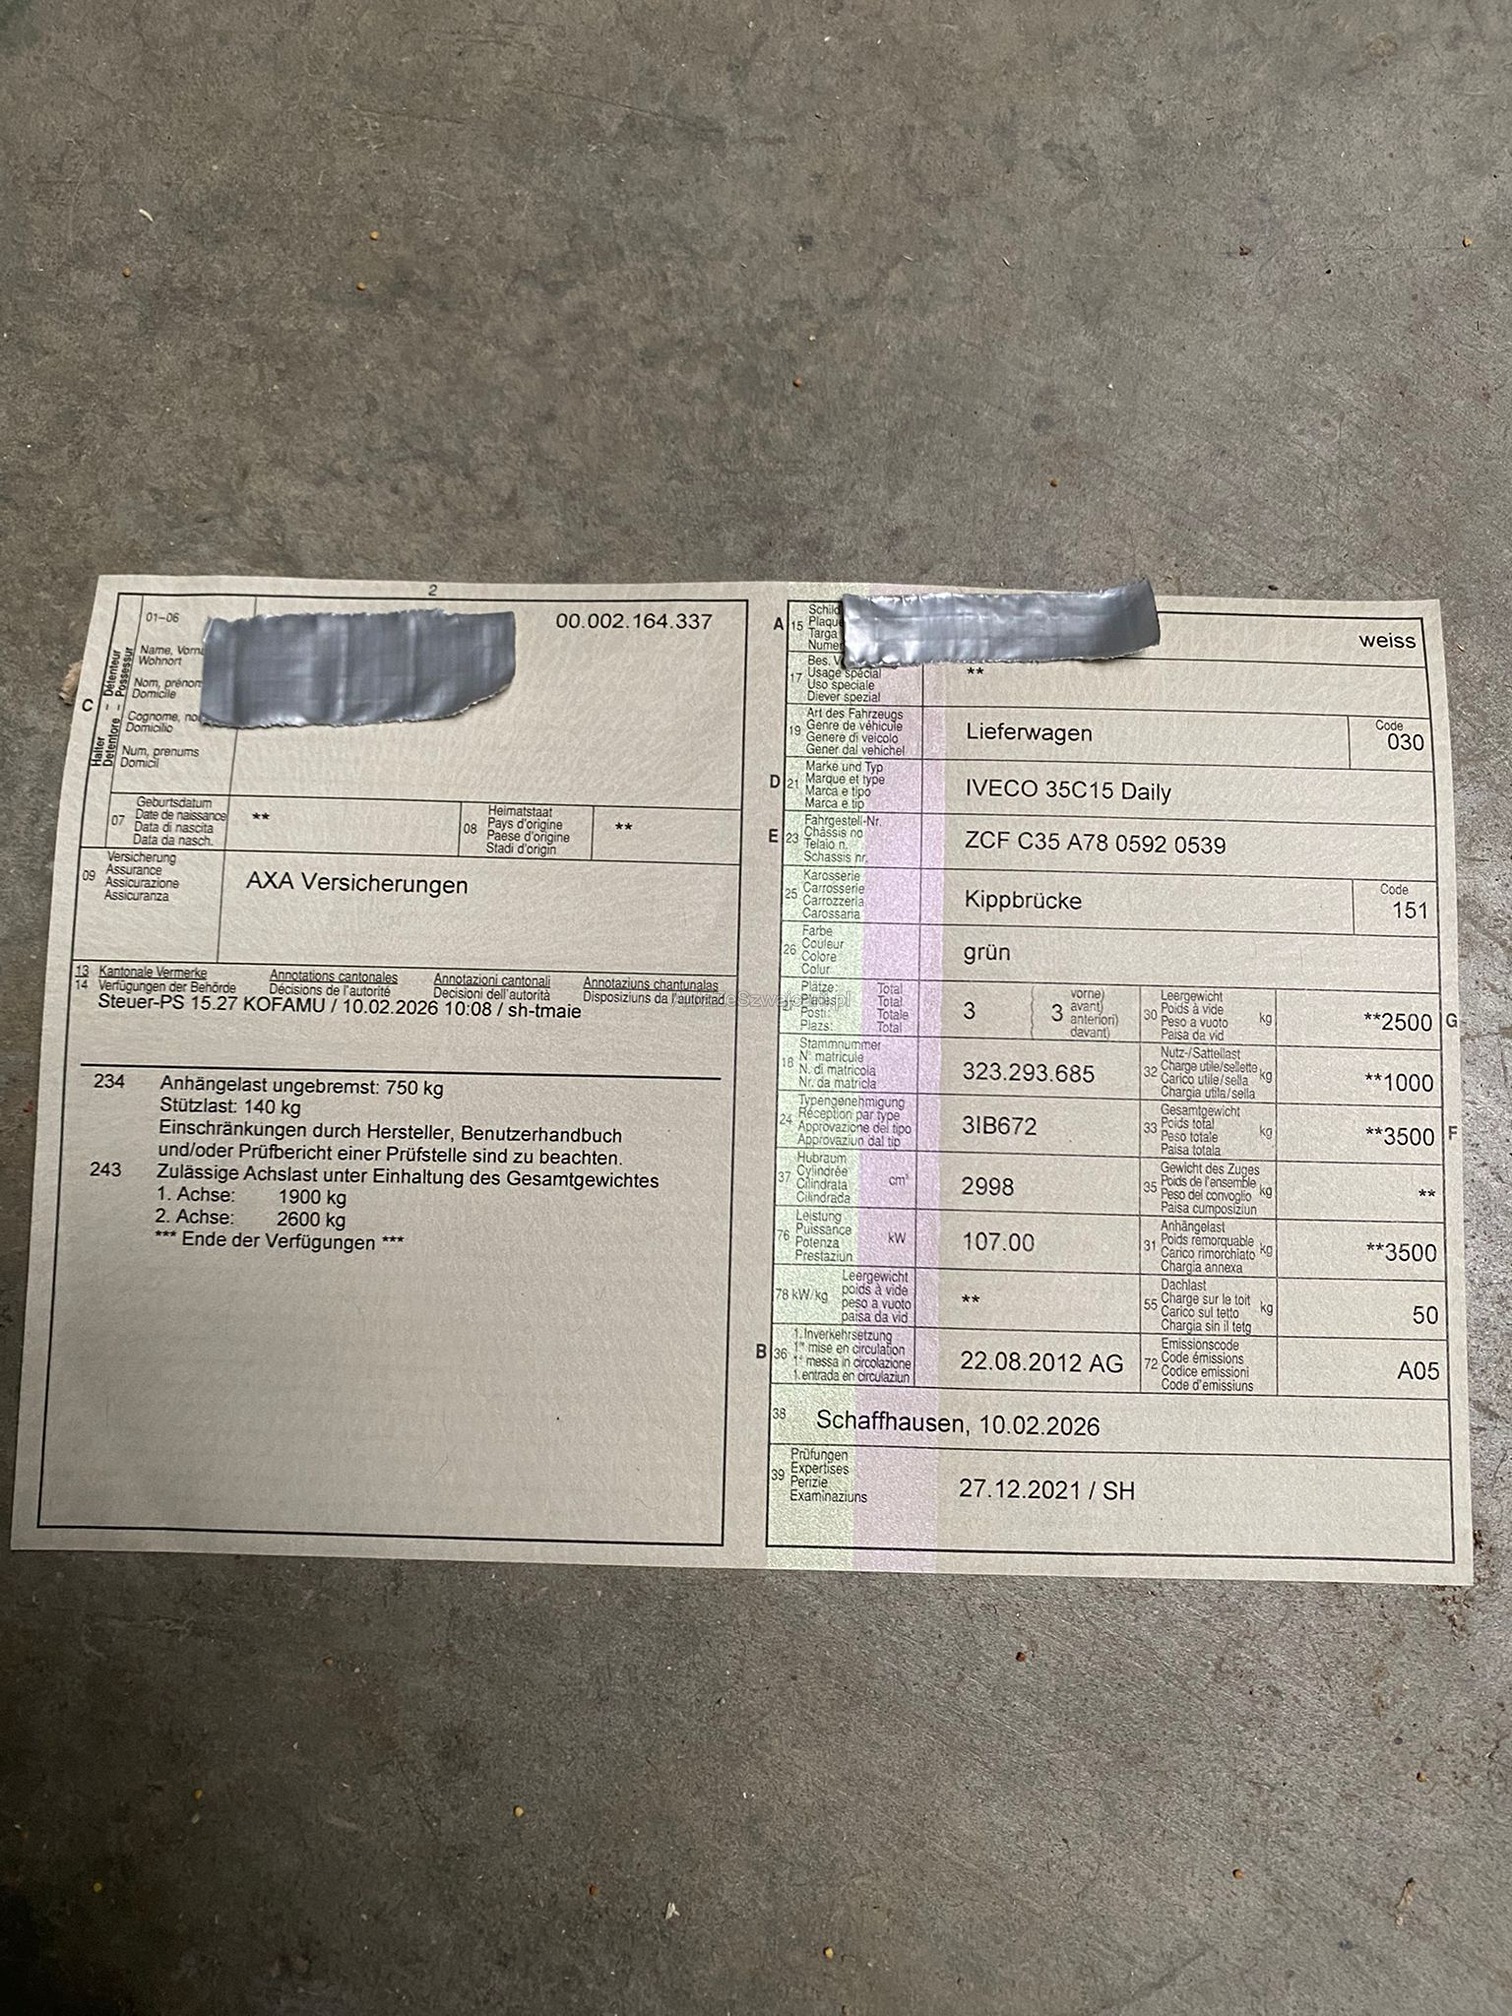 2
01–06
00.002.164.337
Name,
Wohnort
Nom, prénom
Domicile
Cognome,
Domicilio
Num, prenums
Domicil
C
Halter – Détenteur
Detentore – Possessur
07
Geburtsdatum
Date de naissance
Data di nascita
Data da nasch.
**
08
Heimatstaat
Pays d'origine
Paese d'origine
Stadi d'origin
**
09
Versicherung
Assurance
Assicurazione
Assicuranza
AXA Versicherungen
13 Kantonale Vermerke Annotations cantonales Annotazioni cantonali Annotaziuns chantunalas
14 Verfügungen der Behörde Décisions de l'autorité Decisioni dell'autorità Disposiziuns da l'autoritad
Steuer-PS 15.27 KOFAMU / 10.02.2026 10:08 / sh-tmaie
234 Anhängelast ungebremst: 750 kg
Stützlast: 140 kg
Einschränkungen durch Hersteller, Benutzerhandbuch
und/oder Prüfbericht einer Prüfstelle sind zu beachten.
243 Zulässige Achslast unter Einhaltung des Gesamtgewichtes
1. Achse: 1900 kg
2. Achse: 2600 kg
*** Ende der Verfügungen ***
A 15
Schild
Plaque
Targa
Numer
weiss
17
Bes.
Usage spécial
Uso speciale
Diever spezial
**
19
Art des Fahrzeugs
Genre de véhicule
Genere di veicolo
Gener dal vehichel
Lieferwagen
Code
030
D 21
Marke und Typ
Marque et type
Marca e tipo
Marca e tip
IVECO 35C15 Daily
E 23
Fahrgestell-Nr.
Châssis no
Telaio n.
Schassis nr.
ZCF C35 A78 0592 0539
25
Karosserie
Carrosserie
Carrozzeria
Carossaria
Kippbrücke
Code
151
26
Farbe
Couleur
Colore
Colur
grün
27
Plätze: Total
Places: Total
Posti: Totale
Plazs: Total
3
3
vorne)
avant)
anteriori)
davant)
30
Leergewicht
Poids à vide
Peso a vuoto
Paisa da vid
kg
**2500
G
18
Stammnummer
N° matricule
N. di matricola
Nr. da matricla
323.293.685
32
Nutz-/Sattellast
Charge utile/sellette
Carico utile/sella
Chargia utila/sella
kg
**1000
24
Typengenehmigung
Réception par type
Approvazione del tipo
Approvaziun dal tip
3IB672
33
Gesamtgewicht
Poids total
Peso totale
Paisa totala
kg
**3500
F
37
Hubraum
Cylindrée
Cilindrata
Cilindrada
cm³
2998
35
Gewicht des Zuges
Poids de l'ensemble
Peso del convoglio
Paisa cumposiziun
kg
**
76
Leistung
Puissance
Potenza
Prestaziun
kW
107.00
31
Anhängelast
Poids remorquable
Carico rimorchiato
Chargia annexa
kg
**3500
78 kW/kg
Leergewicht
poids à vide
peso a vuoto
paisa da vid
**
55
Dachlast
Charge sur le toit
Carico sul tetto
Chargia sin il tetg
kg
50
B 36
1. Inverkehrsetzung
1re mise en circulation
1a messa in circolazione
1. entrada en circulaziun
22.08.2012 AG
72
Emissionscode
Code émissions
Codice emissioni
Code d'emissiuns
A05
38
Schaffhausen, 10.02.2026
39
Prüfungen
Expertises
Perizie
Examinaziuns
27.12.2021 / SH